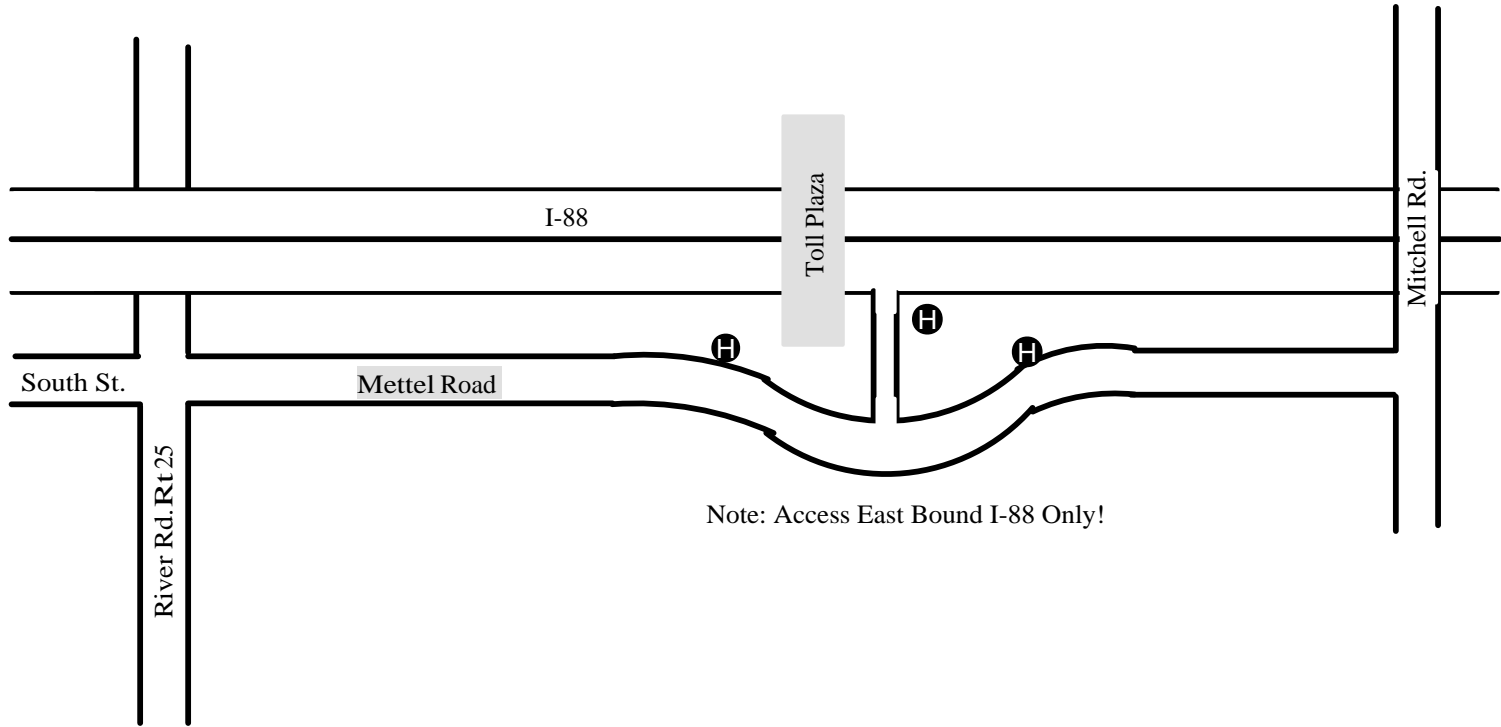 I-88
Toll Plaza
Mitchell Rd.
H
H
H
South St.
Mettel Road
River Rd. Rt 25
Note: Access East Bound I-88 Only!